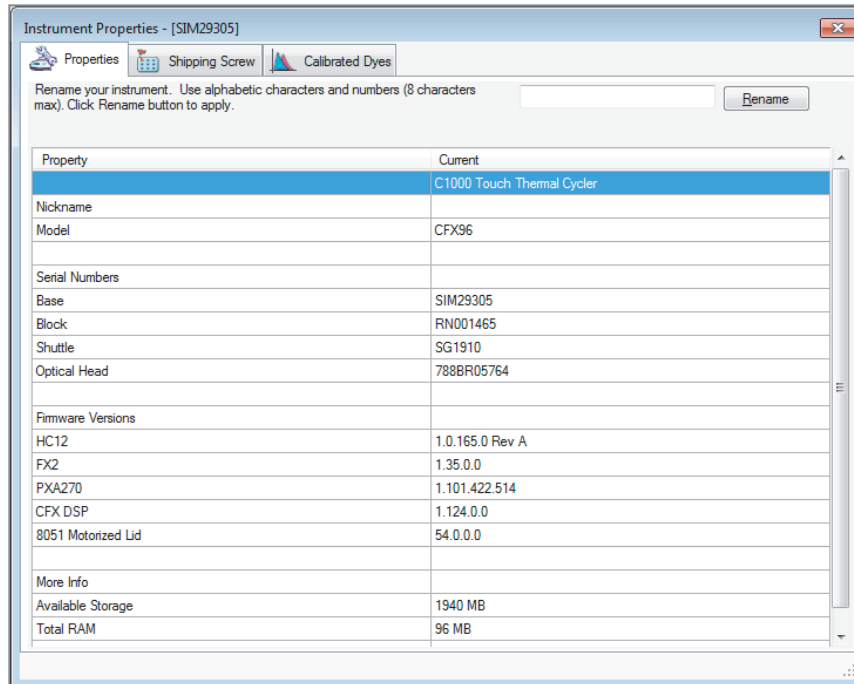 Instrument Properties - [SIM29305]
Properties Shipping Screw Calibrated Dyes
Rename your instrument. Use alphabetic characters and numbers (8 characters
max). Click Rename button to apply.
Rename
Property Current
C1000 Touch Thermal Cycler
Nickname
Model CFX96
Serial Numbers
Base SIM29305
Block RN001465
Shuttle SG1910
Optical Head 788BR05764
Firmware Versions
HC12 1.0.165.0 Rev A
FX2 1.35.0.0
PXA270 1.101.422.514
CFX DSP 1.124.0.0
8051 Motorized Lid 54.0.0.0
More Info
Available Storage 1940 MB
Total RAM 96 MB